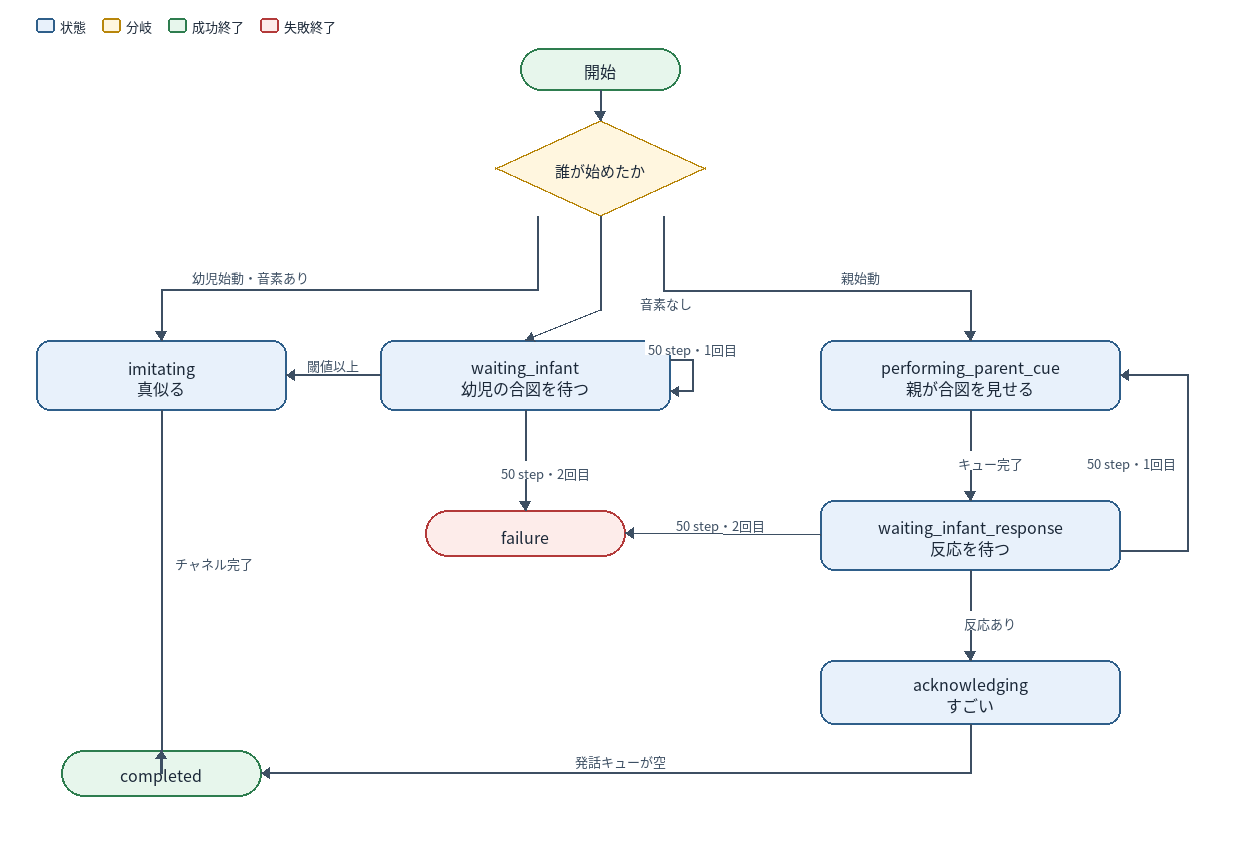 状態
分岐
成功終了
失敗終了
開始
誰が始めたか
幼児始動・音素あり
親始動
音素なし
50 step・1回目
imitating
真似る
閾値以上
waiting_infant
幼児の合図を待つ
performing_parent_cue
親が合図を見せる
50 step・2回目
キュー完了
50 step・1回目
failure
50 step・2回目
waiting_infant_response
反応を待つ
チャネル完了
反応あり
acknowledging
すごい
発話キューが空
completed